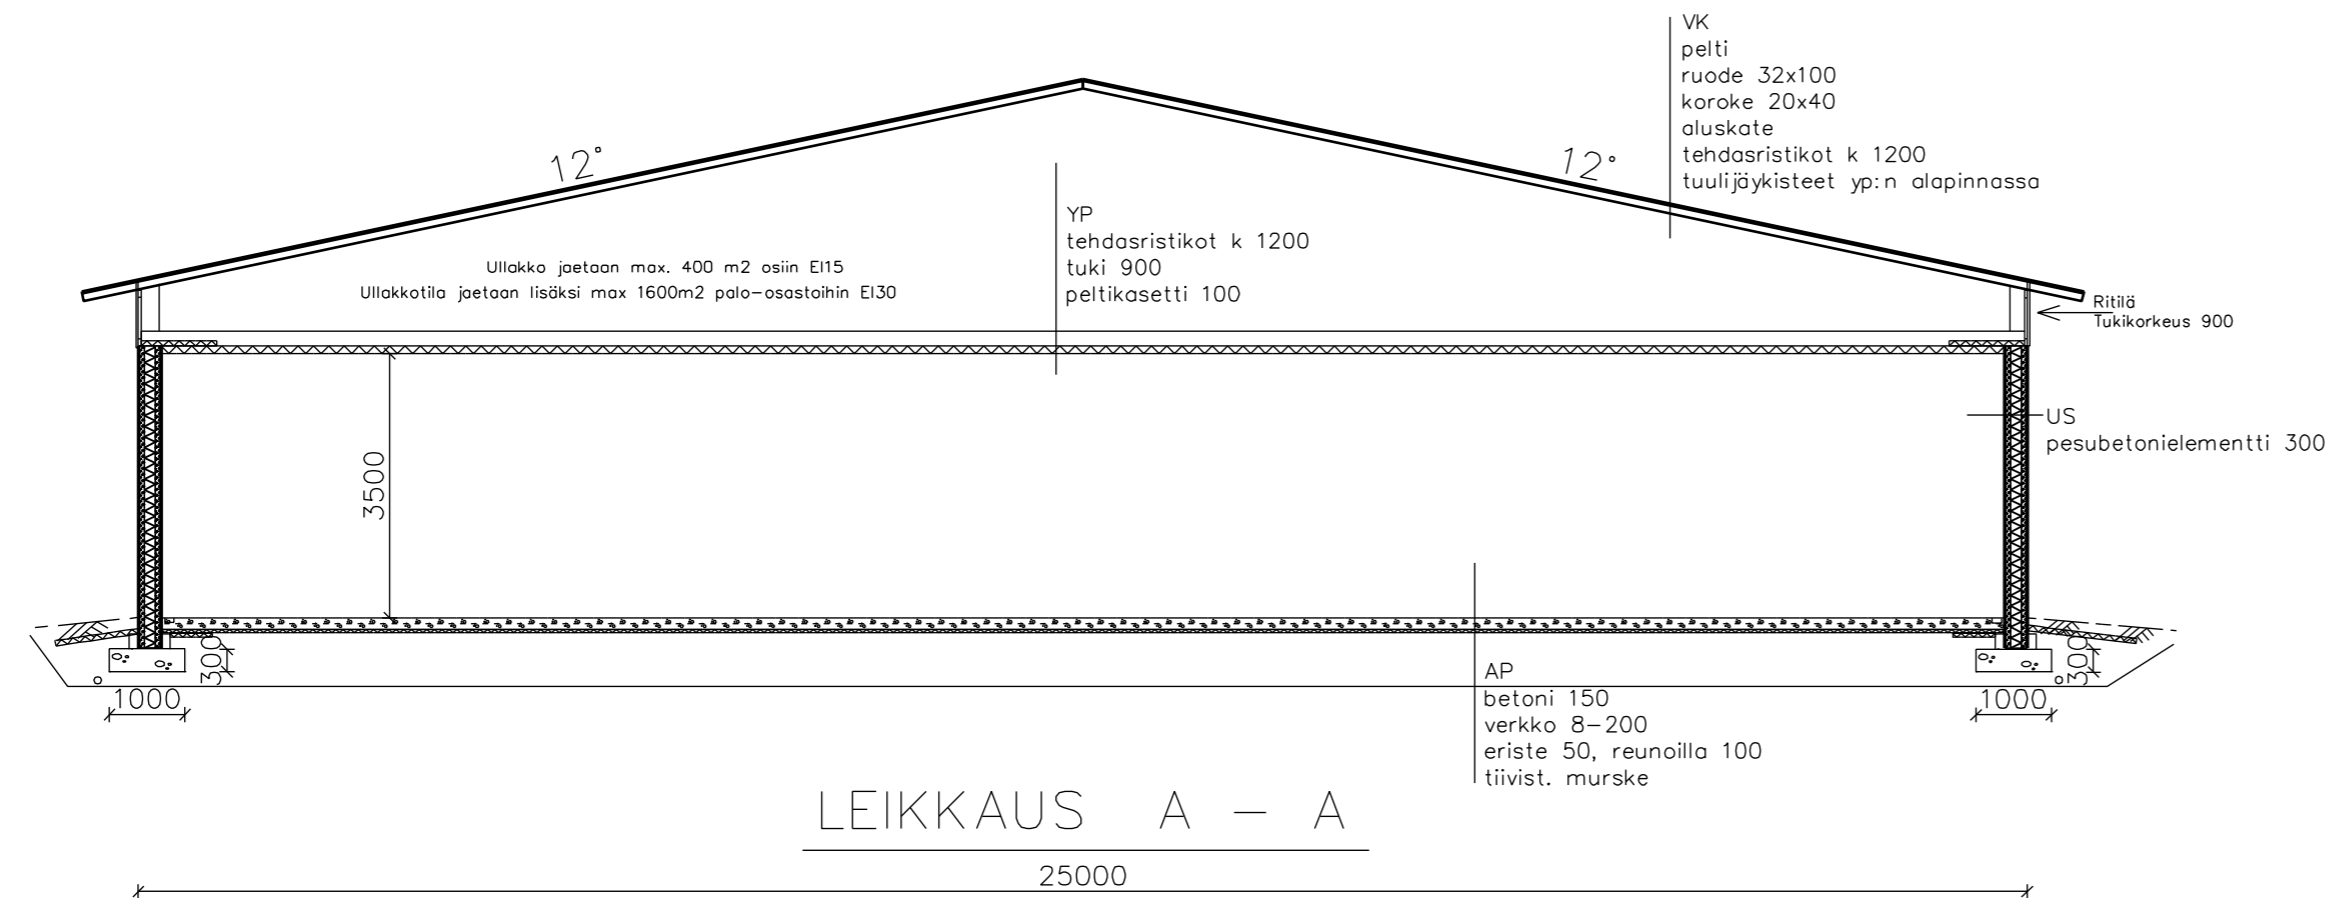 VK
pelti
ruode 32x100
koroke 20x40
aluskate
tehdasristikot k 1200
tuulijäykisteet yp:n alapinnassa
12°
12°
YP
tehdasristikot k 1200
tuki 900
peltikasetti 100
Ullakko jaetaan max. 400 m2 osiin EI15
Ullakkotila jaetaan lisäksi max 1600m2 palo-osastoihin EI30
Ritilä
Tukikorkeus 900
US
pesubetonielementti 300
3500
300
1000
300
1000
AP
betoni 150
verkko 8-200
eriste 50, reunoilla 100
tiivist. murske
LEIKKAUS A - A
25000